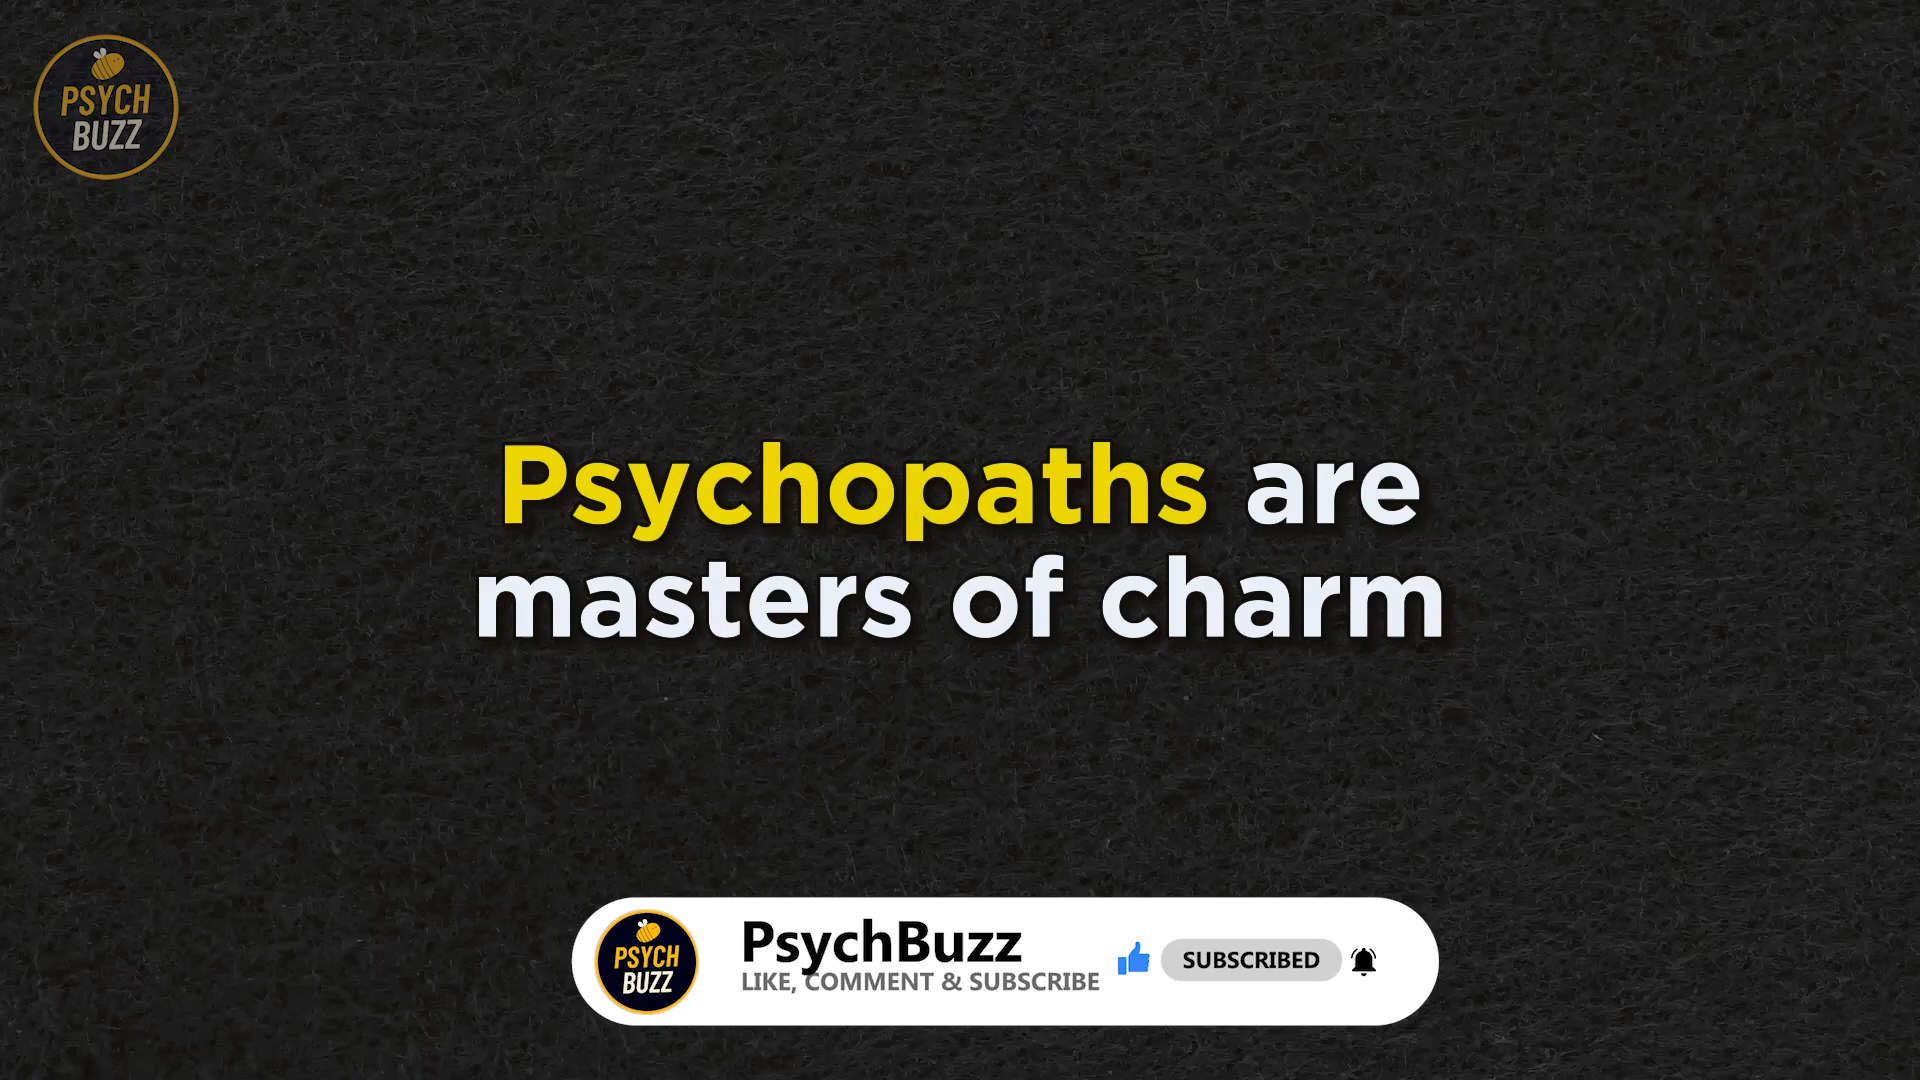 PSYCH
BUZZ
Psychopaths are
masters of charm
PSYCH
BUZZ
PsychBuzz
LIKE, COMMENT & SUBSCRIBE
SUBSCRIBED